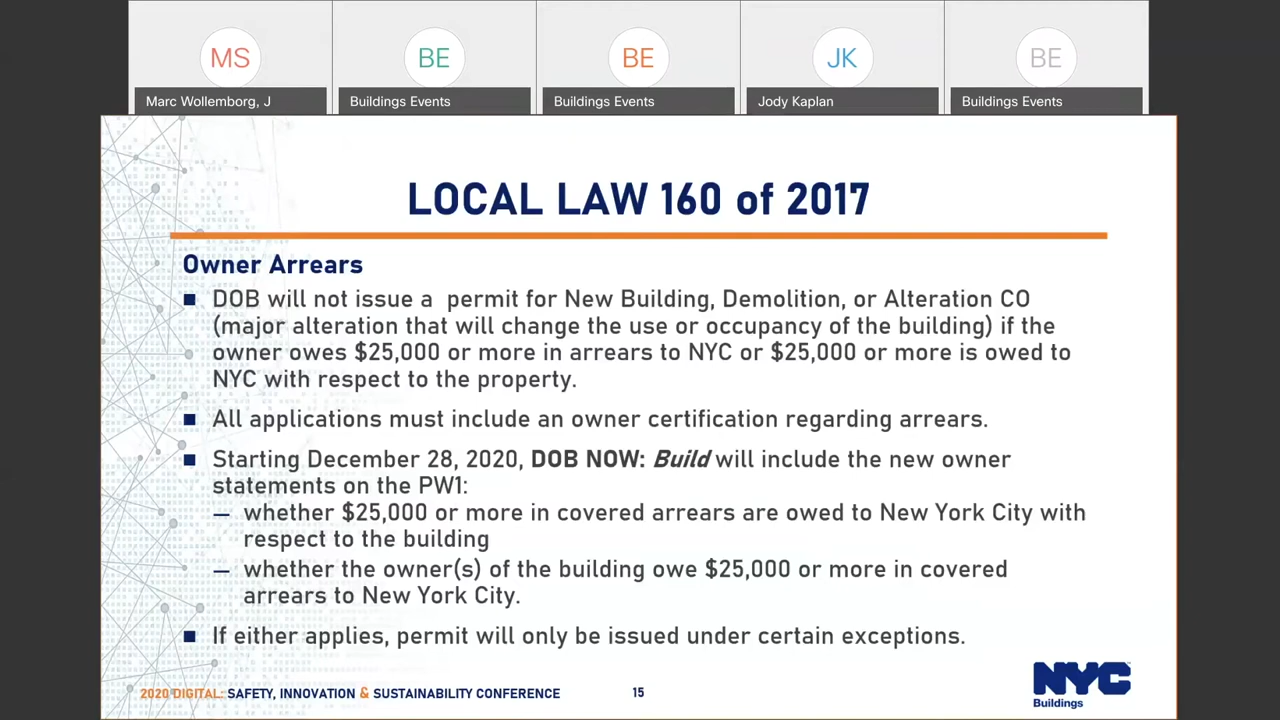 MS
BE
BE
JK
BE
Marc Wollemborg, J
Buildings Events
Buildings Events
Jody Kaplan
Buildings Events
LOCAL LAW 160 of 2017
Owner Arrears
DOB will not issue a  permit for New Building, Demolition, or Alteration CO
(major alteration that will change the use or occupancy of the building) if the
owner owes $25,000 or more in arrears to NYC or $25,000 or more is owed to
NYC with respect to the property.
All applications must include an owner certification regarding arrears.
Starting December 28, 2020, DOB NOW: Build will include the new owner
statements on the PW1:
— whether $25,000 or more in covered arrears are owed to New York City with
respect to the building
— whether the owner(s) of the building owe $25,000 or more in covered
arrears to New York City.
If either applies, permit will only be issued under certain exceptions.
2020 DIGITAL: SAFETY, INNOVATION & SUSTAINABILITY CONFERENCE
15
NYC
Buildings